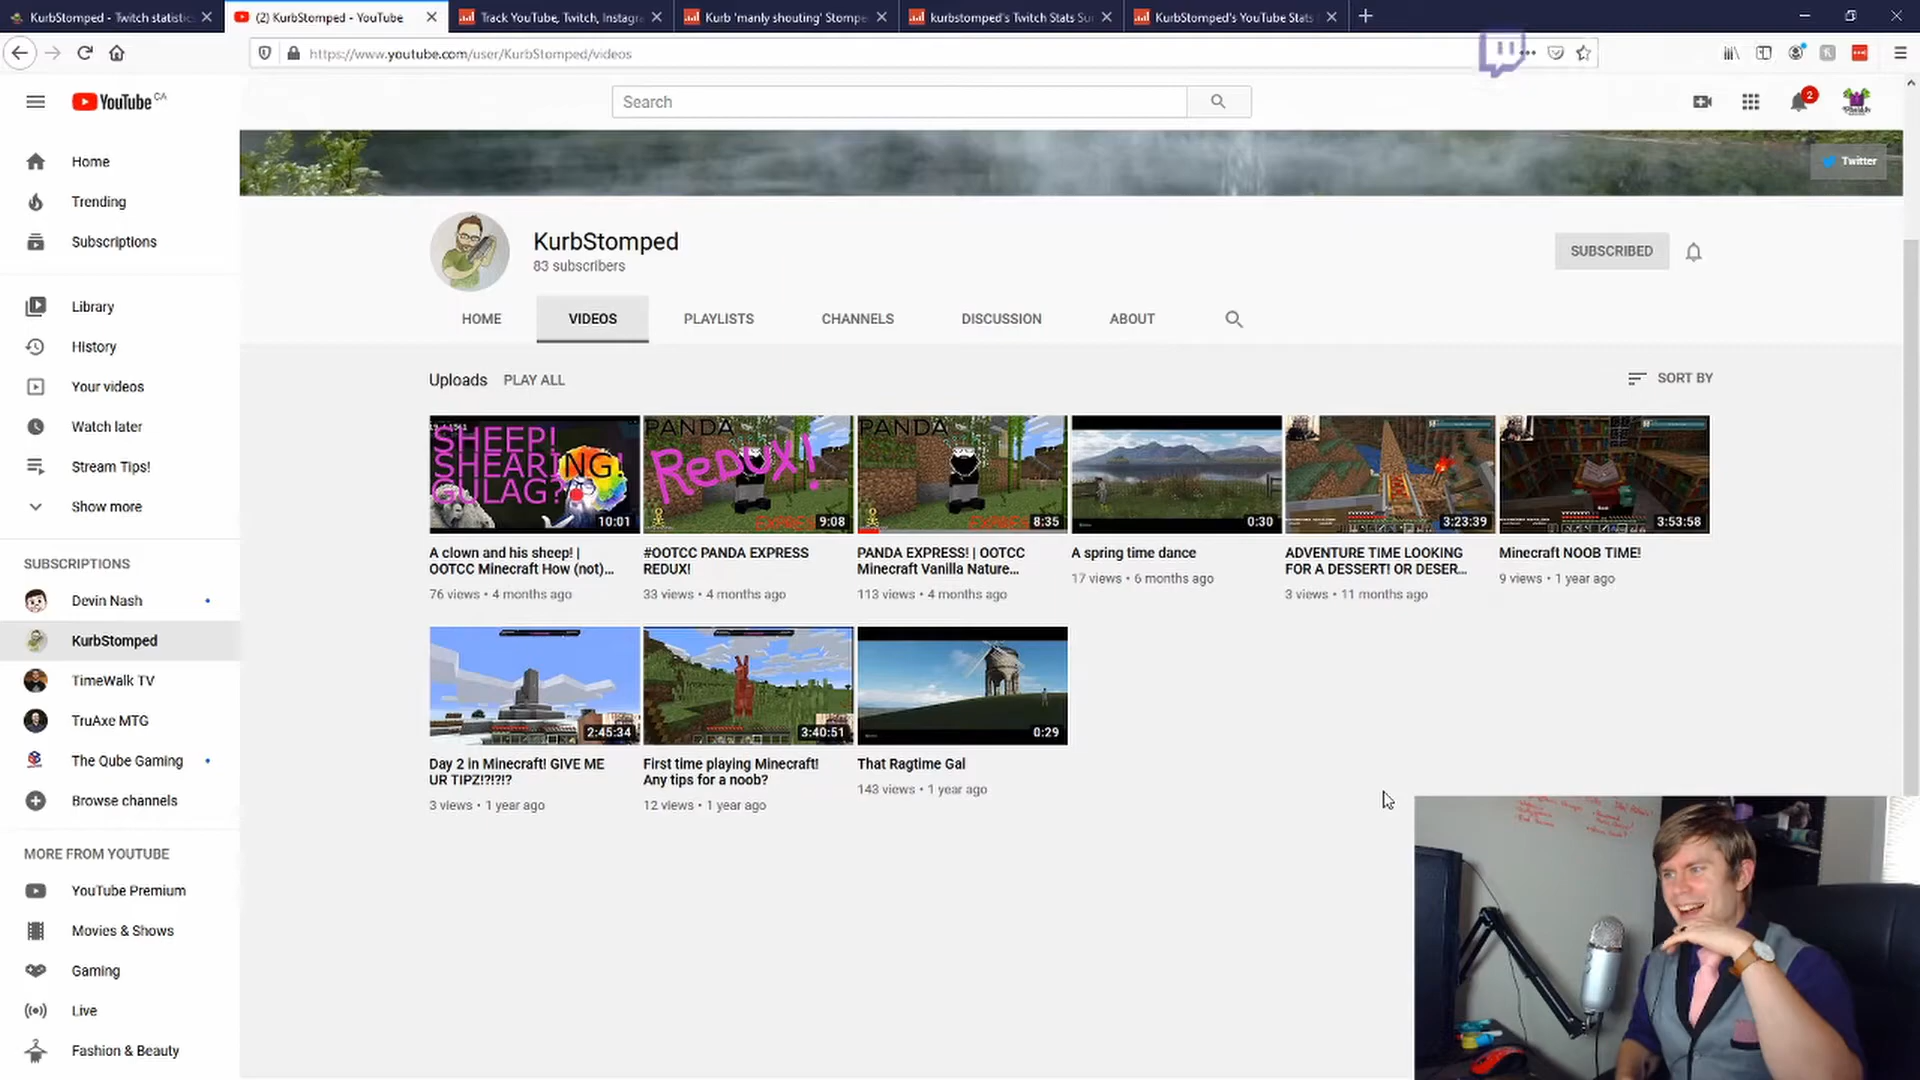 KurbStomped - Twitch statistics
(2) KurbStomped - YouTube
Track YouTube, Twitch, Instagra
Kurb 'manly shouting' Stompe
kurbstomped's Twitch Stats Su
KurbStomped's YouTube Stats
https://www.youtube.com/user/KurbStomped/videos
YouTube CA
Search
2
Home
Trending
Subscriptions
Library
History
Your videos
Watch later
Stream Tips!
Show more
SUBSCRIPTIONS
Devin Nash
KurbStomped
TimeWalk TV
TruAxe MTG
The Qube Gaming
Browse channels
MORE FROM YOUTUBE
YouTube Premium
Movies & Shows
Gaming
Live
Fashion & Beauty
Twitter
KurbStomped
83 subscribers
SUBSCRIBED
HOME
VIDEOS
PLAYLISTS
CHANNELS
DISCUSSION
ABOUT
Uploads
PLAY ALL
SORT BY
SHEEP!
SHEARING!
GULAG?
10:01
A clown and his sheep! |
OOTCC Minecraft How (not)...
76 views • 4 months ago
PANDA
REDUX!
9:08
#OOTCC PANDA EXPRESS
REDUX!
33 views • 4 months ago
PANDA
8:35
PANDA EXPRESS! | OOTCC
Minecraft Vanilla Nature...
113 views • 4 months ago
0:30
A spring time dance
17 views • 6 months ago
3:23:39
ADVENTURE TIME LOOKING
FOR A DESSERT! OR DESER...
3 views • 11 months ago
3:53:58
Minecraft NOOB TIME!
9 views • 1 year ago
2:45:34
Day 2 in Minecraft! GIVE ME
UR TIPZ!?!?!?
3 views • 1 year ago
3:40:51
First time playing Minecraft!
Any tips for a noob?
12 views • 1 year ago
0:29
That Ragtime Gal
143 views • 1 year ago